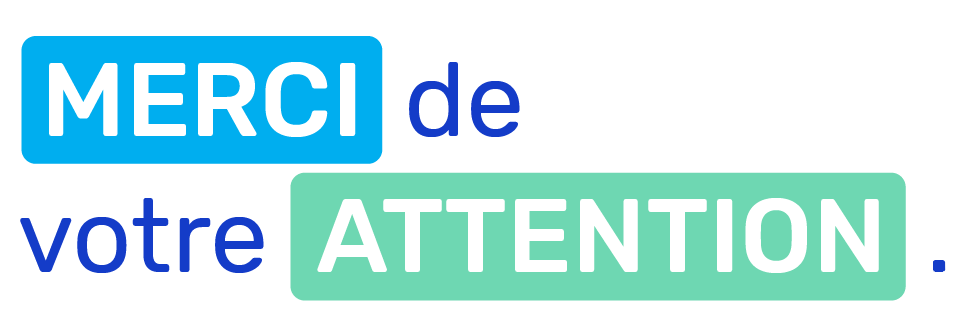 MERCI de
votre ATTENTION .